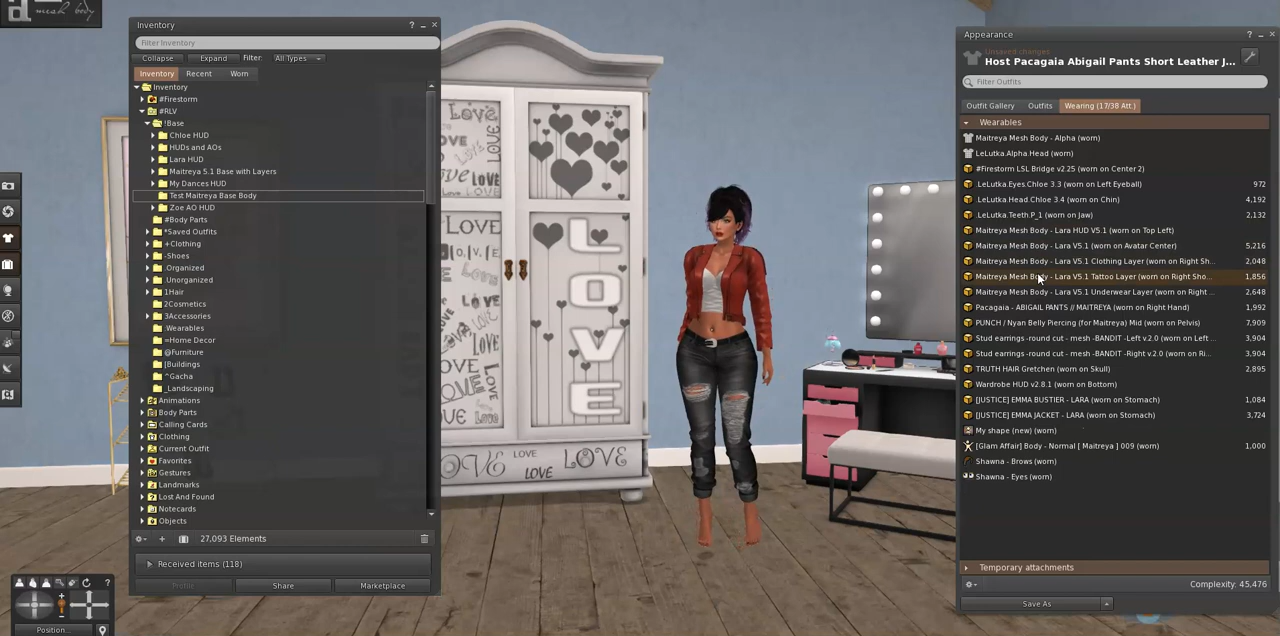 mesh body
Inventory
?
Filter Inventory
Collapse Expand Filter: All Types
Inventory Recent Worn
Inventory
#Firestorm
#RLV
!Base
Chloe HUD
HUDs and AOs
Lara HUD
Maitreya 5.1 Base with Layers
My Dances HUD
Test Maitreya Base Body
Zoe AO HUD
#Body Parts
*Saved Outfits
+Clothing
-Shoes
.Organized
.Unorganized
1Hair
2Cosmetics
3Accessories
:Wearables
=Home Decor
@Furniture
[Buildings
^Gacha
_Landscaping
Animations
Body Parts
Calling Cards
Clothing
Current Outfit
Favorites
Gestures
Landmarks
Lost And Found
Notecards
Objects
27,093 Elements
Received items (118)
Profile Share Marketplace
?
Position...
LOVE
LOVE
LOVE
LOVE
Appearance
?
Unsaved changes
Host Pacagaia Abigail Pants Short Leather J...
Filter Outfits
Outfit Gallery Outfits Wearing (17/38 Att.)
Wearables
Maitreya Mesh Body - Alpha (worn)
LeLutka.Alpha.Head (worn)
#Firestorm LSL Bridge v2.25 (worn on Center 2)
.LeLutka.Eyes.Chloe 3.3 (worn on Left Eyeball) 972
.LeLutka.Head.Chloe 3.4 (worn on Chin) 4,192
.LeLutka.Teeth.P_1 (worn on Jaw) 2,132
Maitreya Mesh Body - Lara HUD V5.1 (worn on Top Left)
Maitreya Mesh Body - Lara V5.1 (worn on Avatar Center) 5,216
Maitreya Mesh Body - Lara V5.1 Clothing Layer (worn on Right Sh... 2,048
Maitreya Mesh Body - Lara V5.1 Tattoo Layer (worn on Right Sho... 1,856
Maitreya Mesh Body - Lara V5.1 Underwear Layer (worn on Right ... 2,648
Pacagaia - ABIGAIL PANTS // MAITREYA (worn on Right Hand) 1,992
PUNCH / Nyan Belly Piercing (for Maitreya) Mid (worn on Pelvis) 7,909
Stud earrings -round cut - mesh -BANDIT -Left v.2.0 (worn on Left ... 3,904
Stud earrings -round cut - mesh -BANDIT -Right v.2.0 (worn on Ri... 3,904
TRUTH HAIR Gretchen (worn on Skull) 2,895
Wardrobe HUD v2.8.1 (worn on Bottom)
[JUSTICE] EMMA BUSTIER - LARA (worn on Stomach) 1,084
[JUSTICE] EMMA JACKET - LARA (worn on Stomach) 3,724
My shape (new) (worn)
[Glam Affair] Body - Normal [ Maitreya ] 009 (worn) 1,000
Shawna - Brows (worn)
Shawna - Eyes (worn)
Temporary attachments
Complexity: 45,476
Save As